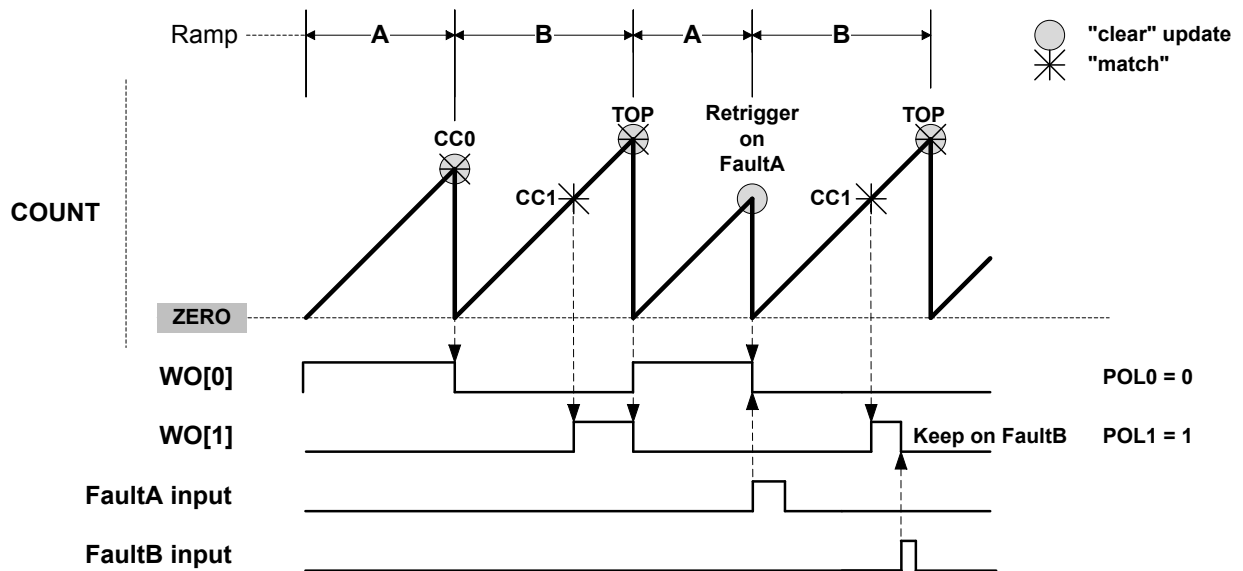 Ramp
A
B
A
B
"clear" update
"match"
CC0
TOP
Retrigger
on
FaultA
TOP
CC1
CC1
COUNT
ZERO
WO[0]
POL0 = 0
WO[1]
Keep on FaultB
POL1 = 1
FaultA input
FaultB input